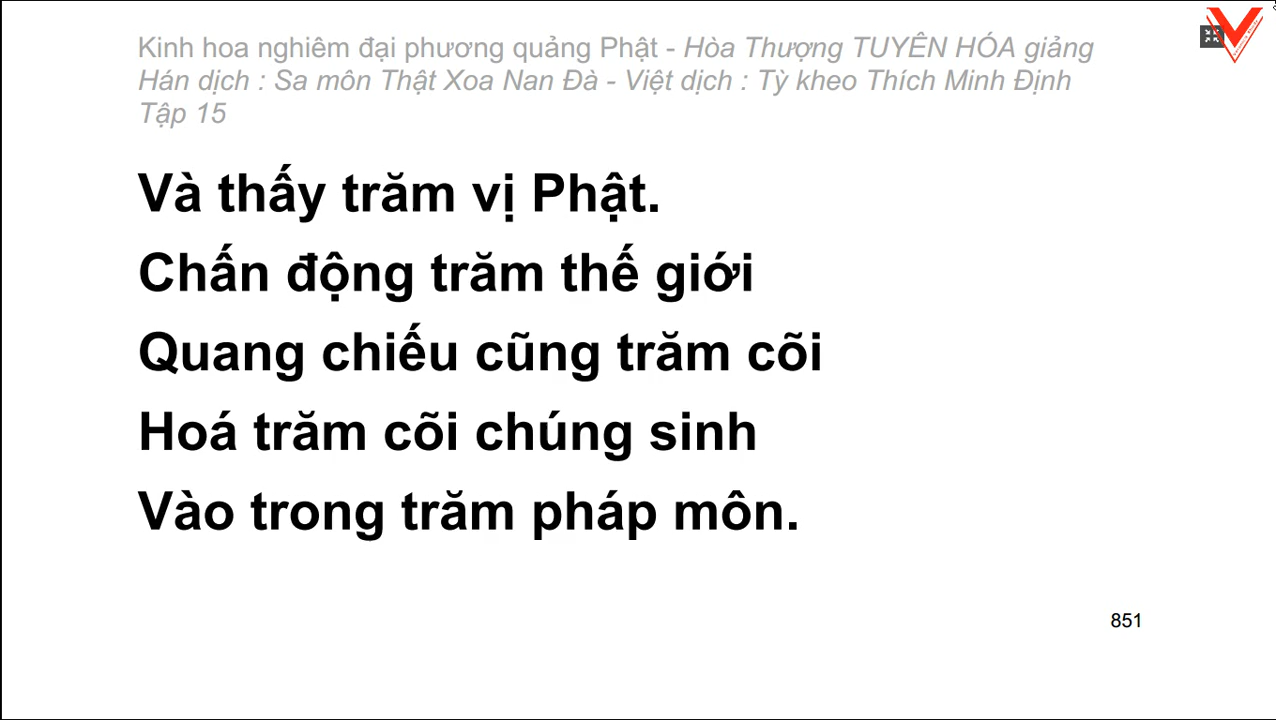 Kinh hoa nghiêm đại phương quảng Phật - Hòa Thượng TUYÊN HÓA giảng
Hán dịch : Sa môn Thật Xoa Nan Đà - Việt dịch : Tỳ kheo Thích Minh Định
Tập 15
Và thấy trăm vị Phật.
Chấn động trăm thế giới
Quang chiếu cũng trăm cõi
Hoá trăm cõi chúng sinh
Vào trong trăm pháp môn.
851